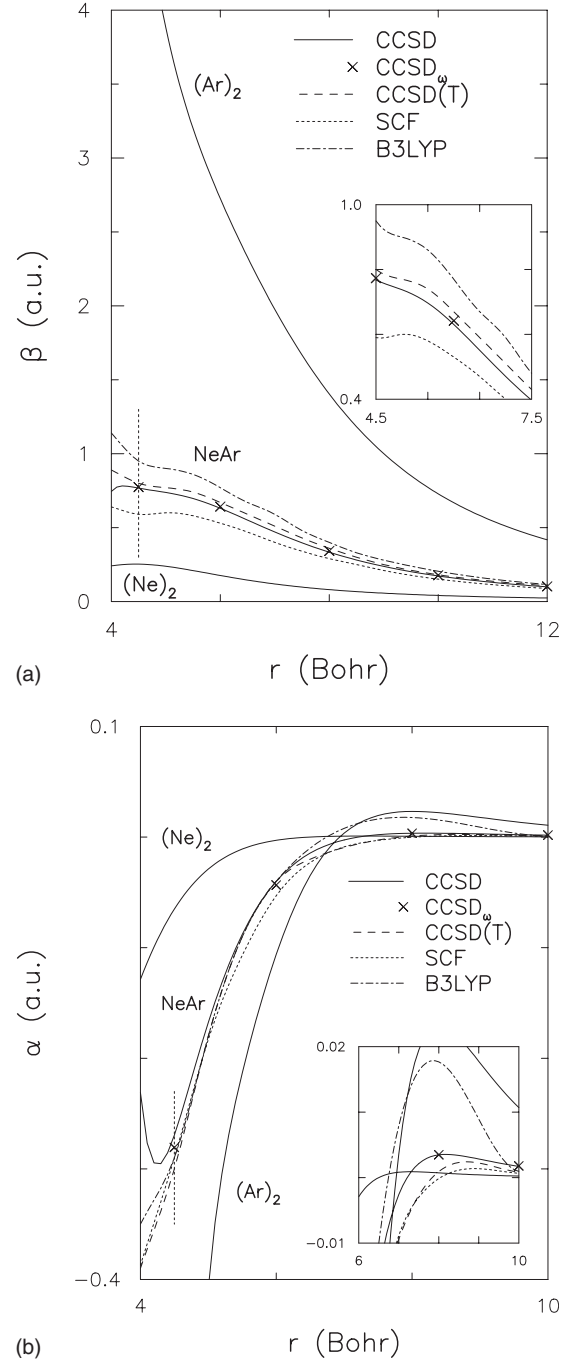 4
CCSD
CCSD_ω
CCSD(T)
SCF
B3LYP
(Ar)₂
3
1.0
0.4
4.5
7.5
2
β (a.u.)
1
NeAr
(Ne)₂
0
4
12
r (Bohr)
(a)
0.1
(Ne)₂
CCSD
CCSD_ε
CCSD(T)
SCF
B3LYP
NeAr
α (a.u.)
0.02
−0.01
6
10
(Ar)₂
−0.4
4
10
r (Bohr)
(b)